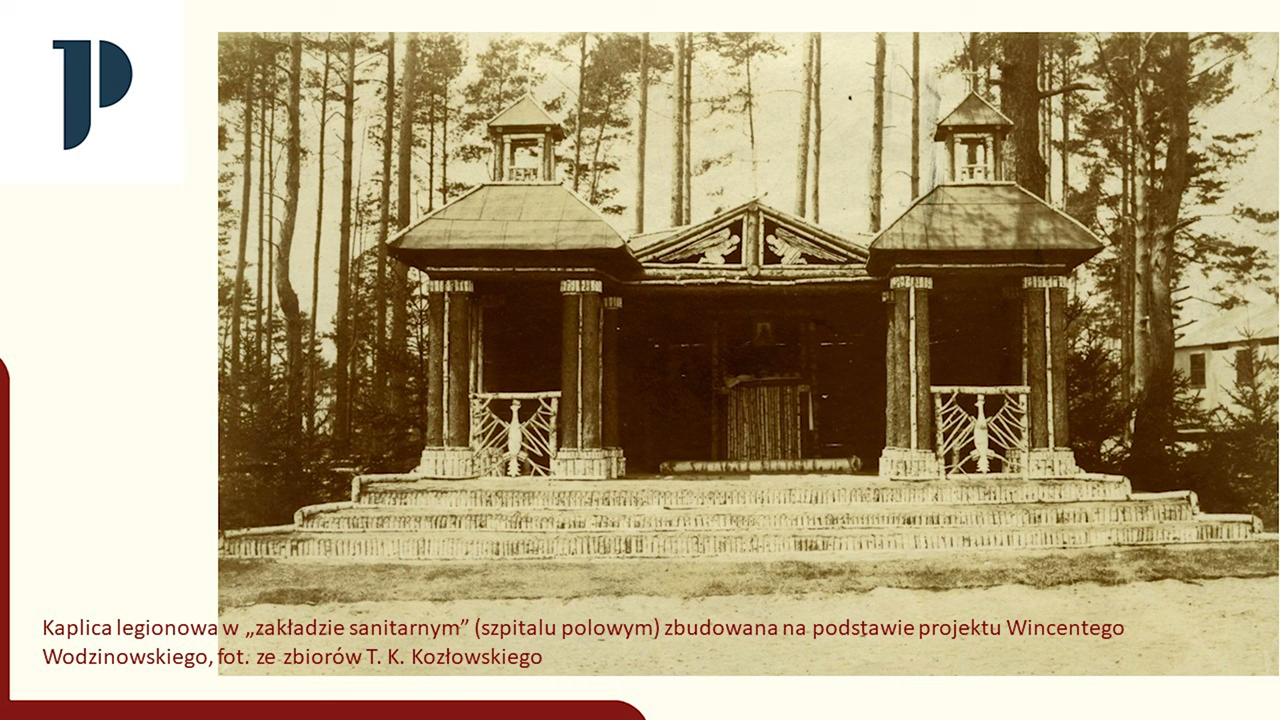 Kaplica legionowa w „zakładzie sanitarnym” (szpitalu polowym) zbudowana na podstawie projektu Wincentego
Wodzinowskiego, fot. ze zbiorów T. K. Kozłowskiego